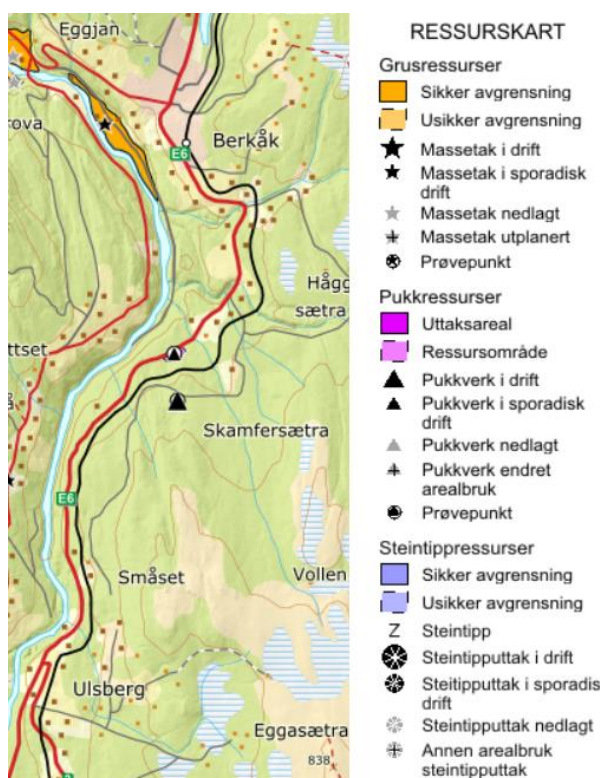 Eggjan
rova
E6
Berkåk
Hågg
sætra
ttset
Skamfersætra
E6
Småset
Vollen
Ulsberg
Eggasætra
838
RESSURSKART
Grusressurser
Sikker avgrensning
Usikker avgrensning
Massetak i drift
Massetak i sporadisk
drift
Massetak nedlagt
Massetak utplanert
Prøvepunkt
Pukkressurser
Uttaksareal
Ressursområde
Pukkverk i drift
Pukkverk i sporadisk
drift
Pukkverk nedlagt
Pukkverk endret
arealbruk
Prøvepunkt
Steintippressurser
Sikker avgrensning
Usikker avgrensning
Z Steintipp
Steintipputtak i drift
Steitipputtak i sporadis
drift
Steintipputtak nedlagt
Annen arealbruk
steintipputtak